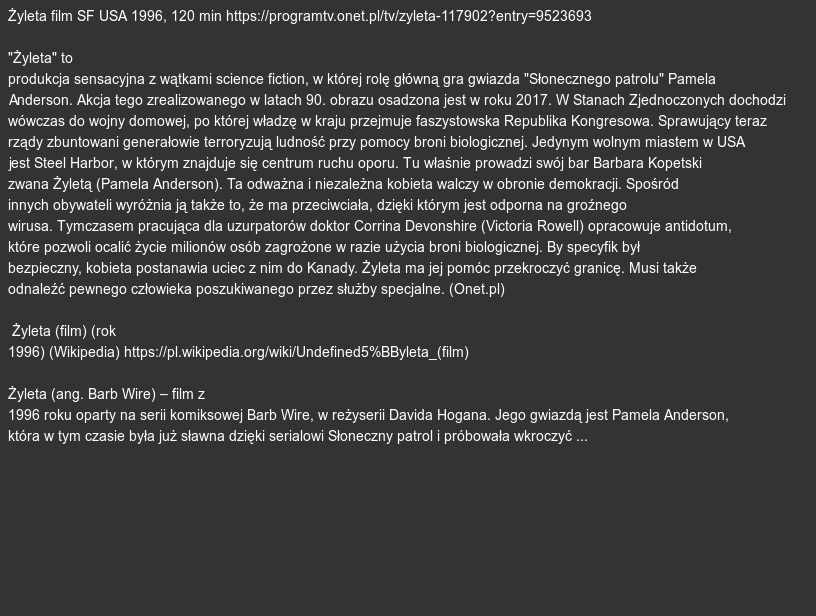 Żyleta film SF USA 1996, 120 min https://programtv.onet.pl/tv/zyleta-117902?entry=9523693
"Żyleta" to
produkcja sensacyjna z wątkami science fiction, w której rolę główną gra gwiazda "Słonecznego patrolu" Pamela
Anderson. Akcja tego zrealizowanego w latach 90. obrazu osadzona jest w roku 2017. W Stanach Zjednoczonych dochodzi
wówczas do wojny domowej, po której władzę w kraju przejmuje faszystowska Republika Kongresowa. Sprawujący teraz
rządy zbuntowani generałowie terroryzują ludność przy pomocy broni biologicznej. Jedynym wolnym miastem w USA
jest Steel Harbor, w którym znajduje się centrum ruchu oporu. Tu właśnie prowadzi swój bar Barbara Kopetski
zwana Żyletą (Pamela Anderson). Ta odważna i niezależna kobieta walczy w obronie demokracji. Spośród
innych obywateli wyróżnia ją także to, że ma przeciwciała, dzięki którym jest odporna na groźnego
wirusa. Tymczasem pracująca dla uzurpatorów doktor Corrina Devonshire (Victoria Rowell) opracowuje antidotum,
które pozwoli ocalić życie milionów osób zagrożone w razie użycia broni biologicznej. By specyfik był
bezpieczny, kobieta postanawia uciec z nim do Kanady. Żyleta ma jej pomóc przekroczyć granicę. Musi także
odnaleźć pewnego człowieka poszukiwanego przez służby specjalne. (Onet.pl)
Żyleta (film) (rok
1996) (Wikipedia) https://pl.wikipedia.org/wiki/Undefined5%BByleta_(film)
Żyleta (ang. Barb Wire) – film z
1996 roku oparty na serii komiksowej Barb Wire, w reżyserii Davida Hogana. Jego gwiazdą jest Pamela Anderson,
która w tym czasie była już sławna dzięki serialowi Słoneczny patrol i próbowała wkroczyć ...